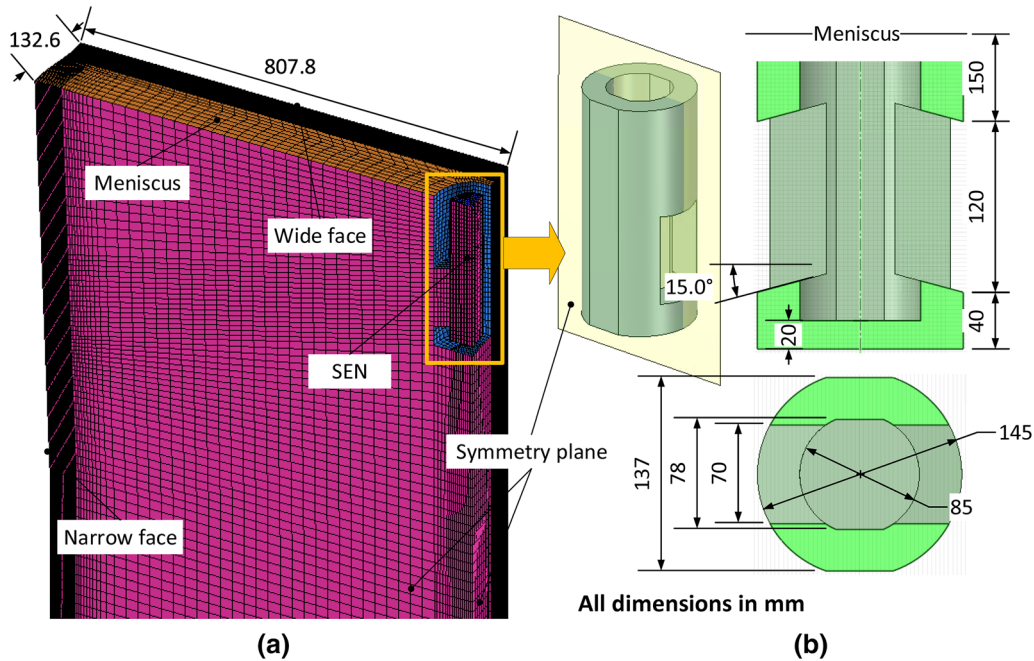 132.6
807.8
Meniscus
Wide face
SEN
Narrow face
Symmetry plane
(a)
Meniscus
150
120
40
20
15.0°
137
78
70
145
85
All dimensions in mm
(b)